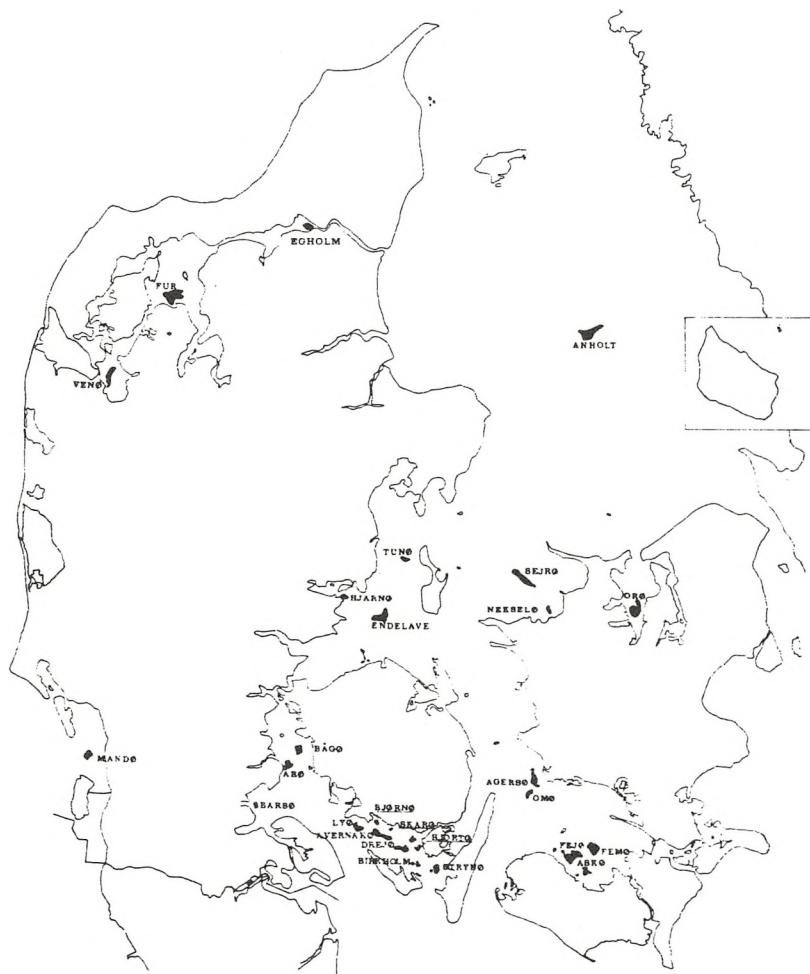 EGHOLM
FUR
ANHOLT
VENØ
TUNØ
SEJRØ
HJARNØ
NEKSELØ
ORØ
ENDELAVE
BÅGØ
MANDØ
ARØ
AGERSØ
OMØ
BARSØ
BJØRNØ
LYØ
SKARØ
AVERNAKØ
HJORTØ
DREJØ
FEJØ
FEMØ
BIRKHOLM
ASKØ
STRYNØ